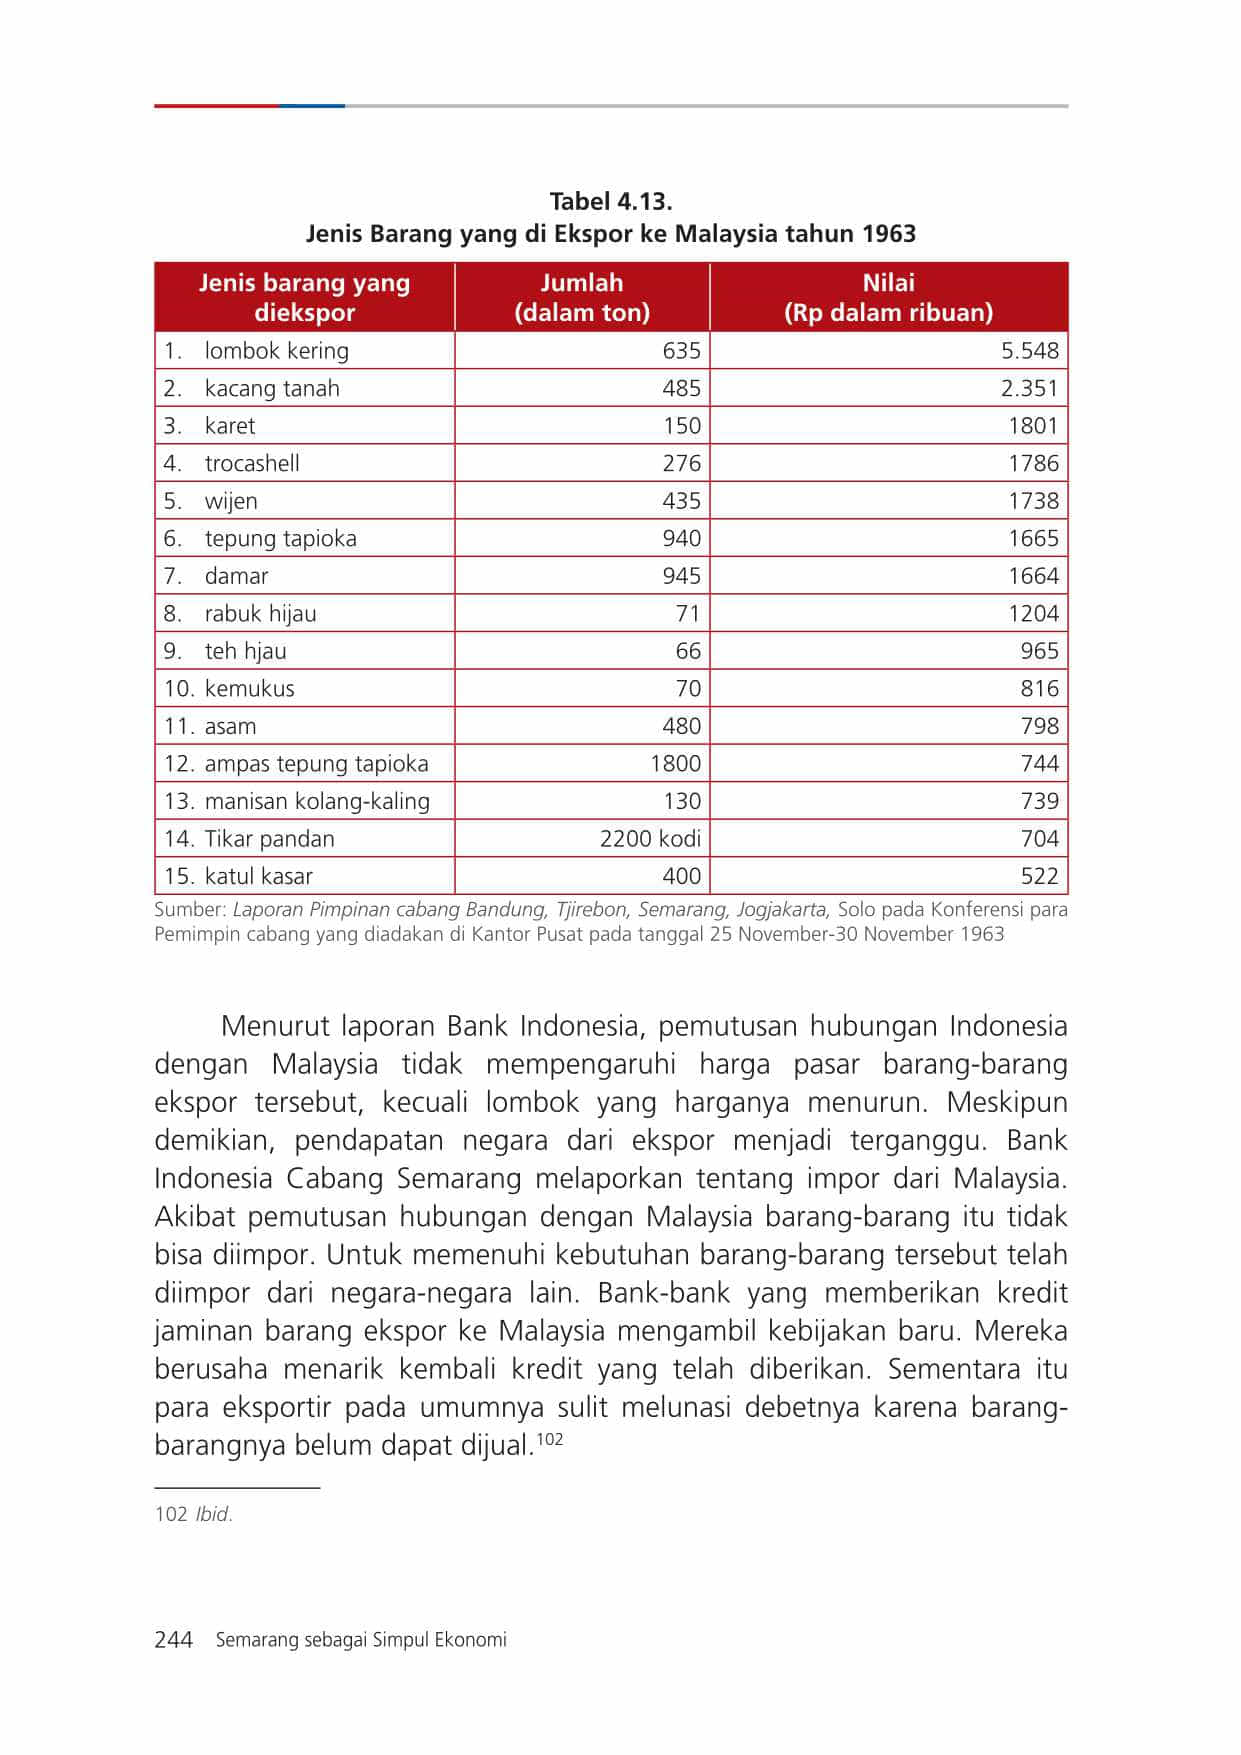 Tabel 4.13.
Jenis Barang yang di Ekspor ke Malaysia tahun 1963
Jenis barang yang diekspor Jumlah (dalam ton) Nilai (Rp dalam ribuan)
1. lombok kering 635 5.548
2. kacang tanah 485 2.351
3. karet 150 1801
4. trocashell 276 1786
5. wijen 435 1738
6. tepung tapioka 940 1665
7. damar 945 1664
8. rabuk hijau 71 1204
9. teh hjau 66 965
10. kemukus 70 816
11. asam 480 798
12. ampas tepung tapioka 1800 744
13. manisan kolang-kaling 130 739
14. Tikar pandan 2200 kodi 704
15. katul kasar 400 522
Sumber: Laporan Pimpinan cabang Bandung, Tjirebon, Semarang, Jogjakarta, Solo pada Konferensi para
Pemimpin cabang yang diadakan di Kantor Pusat pada tanggal 25 November-30 November 1963
Menurut laporan Bank Indonesia, pemutusan hubungan Indonesia
dengan Malaysia tidak mempengaruhi harga pasar barang-barang
ekspor tersebut, kecuali lombok yang harganya menurun. Meskipun
demikian, pendapatan negara dari ekspor menjadi terganggu. Bank
Indonesia Cabang Semarang melaporkan tentang impor dari Malaysia.
Akibat pemutusan hubungan dengan Malaysia barang-barang itu tidak
bisa diimpor. Untuk memenuhi kebutuhan barang-barang tersebut telah
diimpor dari negara-negara lain. Bank-bank yang memberikan kredit
jaminan barang ekspor ke Malaysia mengambil kebijakan baru. Mereka
berusaha menarik kembali kredit yang telah diberikan. Sementara itu
para eksportir pada umumnya sulit melunasi debetnya karena barang-
barangnya belum dapat dijual.102
102 Ibid.
244 Semarang sebagai Simpul Ekonomi